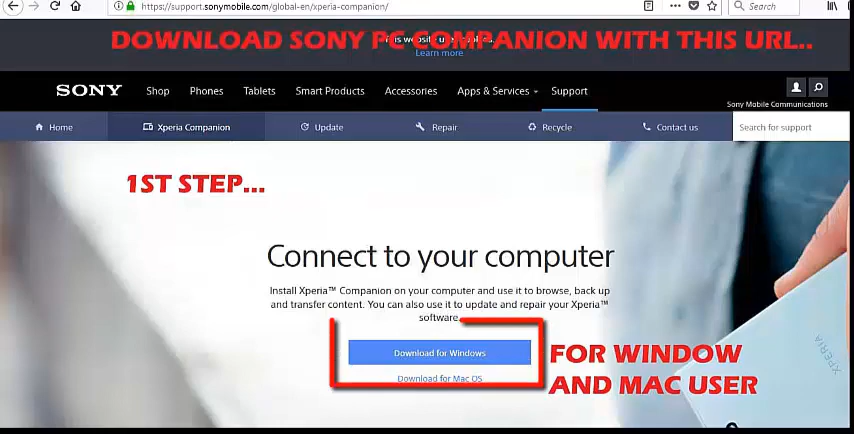 https://support.sonymobile.com/global-en/xperia-companion/
Search
DOWNLOAD SONY PC COMPANION WITH THIS URL..
Learn more
SONY
Shop
Phones
Tablets
Smart Products
Accessories
Apps & Services
Support
Sony Mobile Communications
Home
Xperia Companion
Update
Repair
Recycle
Contact us
Search for support
1ST STEP...
Connect to your computer
Install Xperia™ Companion on your computer and use it to browse, back up
and transfer content. You can also use it to update and repair your Xperia™
software.
Download for Windows
Download for Mac OS
FOR WINDOW
AND MAC USER
XPERIA